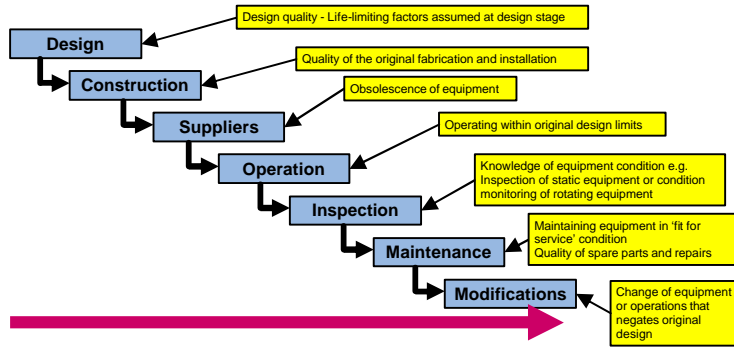 Design quality - Life-limiting factors assumed at design stage
Design
Quality of the original fabrication and installation
Construction
Obsolescence of equipment
Suppliers
Operating within original design limits
Operation
Knowledge of equipment condition e.g.
Inspection of static equipment or condition
monitoring of rotating equipment
Inspection
Maintaining equipment in 'fit for
service' condition
Quality of spare parts and repairs
Maintenance
Modifications
Change of equipment
or operations that
negates original
design